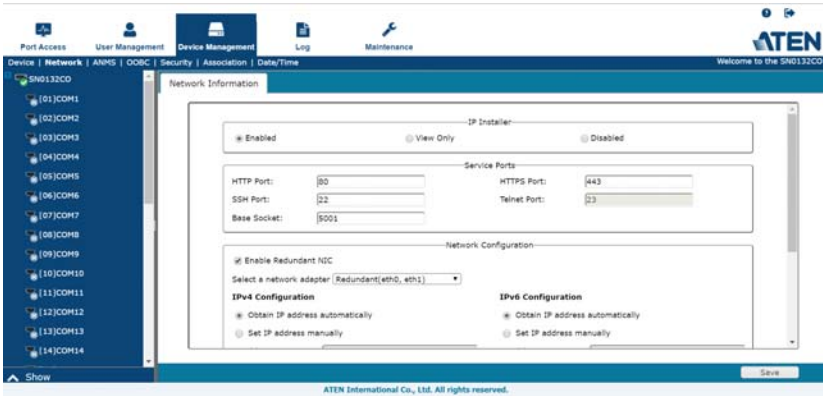 ATEN
Port Access User Management Device Management Log Maintenance
Device | Network | ANMS | OOBC | Security | Association | Date/Time
Welcome to the SN0132CO
SN0132CO
[01]COM1
[02]COM2
[03]COM3
[04]COM4
[05]COM5
[06]COM6
[07]COM7
[08]COM8
[09]COM9
[10]COM10
[11]COM11
[12]COM12
[13]COM13
[14]COM14
Show
Network Information
IP Installer
Enabled View Only Disabled
Service Ports
HTTP Port: 80 HTTPS Port: 443
SSH Port: 22 Telnet Port: 23
Base Socket: 5001
Network Configuration
Enable Redundant NIC
Select a network adapter Redundant(eth0, eth1)
IPv4 Configuration IPv6 Configuration
Obtain IP address automatically Obtain IP address automatically
Set IP address manually Set IP address manually
Save
ATEN International Co., Ltd. All rights reserved.